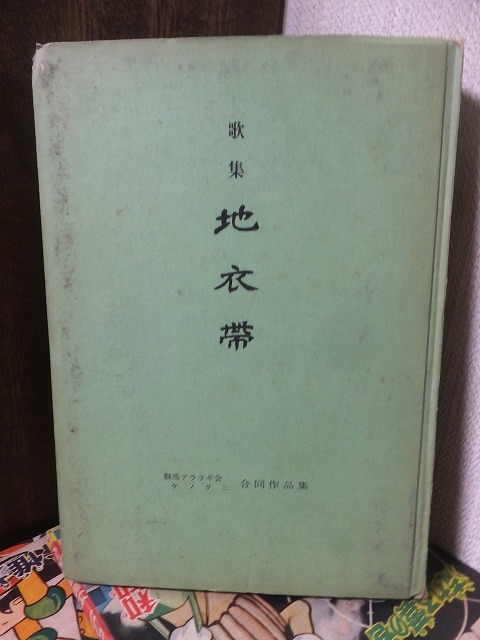 歌集
地衣帯
群馬アララギ会
ケノクニ
合同作品集
和